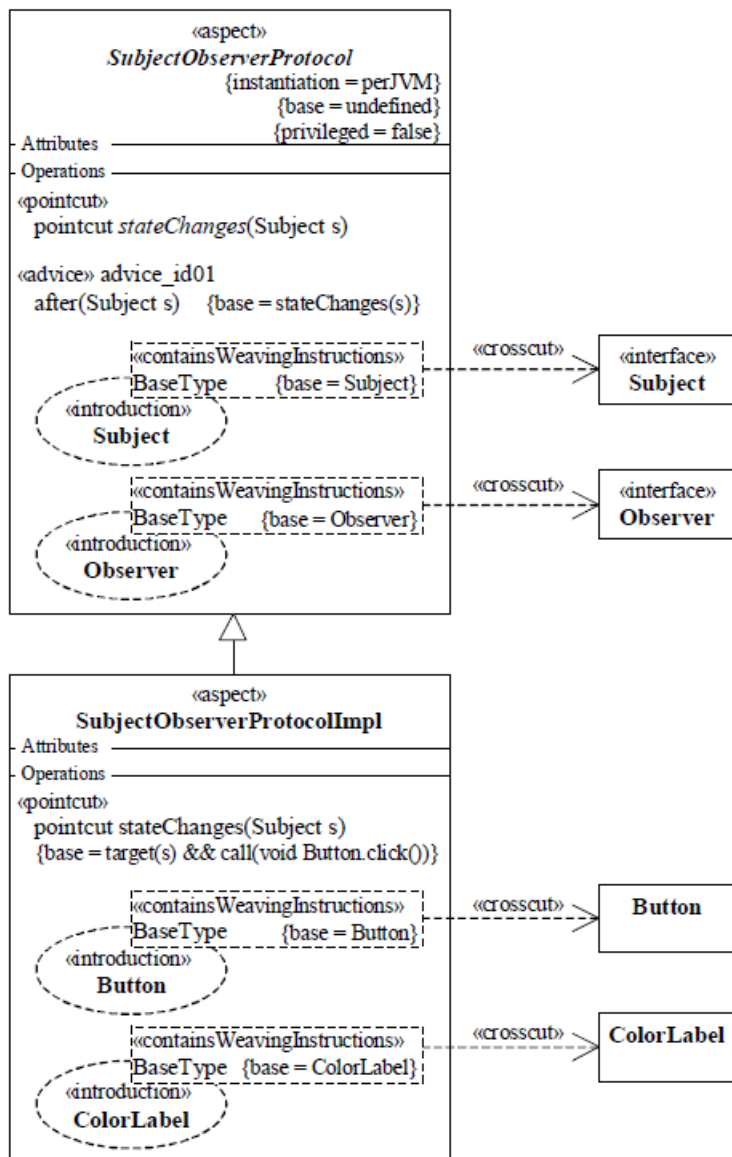 «aspect»
SubjectObserverProtocol
{instantiation = perJVM}
{base = undefined}
{privileged = false}
Attributes
Operations
«pointcut»
pointcut stateChanges(Subject s)
«advice» advice_id01
after(Subject s) {base = stateChanges(s)}
«containsWeavingInstructions»
BaseType {base = Subject}
«introduction»
Subject
«crosscut»
«interface»
Subject
«containsWeavingInstructions»
BaseType {base = Observer}
«introduction»
Observer
«crosscut»
«interface»
Observer
«aspect»
SubjectObserverProtocolImpl
Attributes
Operations
«pointcut»
pointcut stateChanges(Subject s)
{base = target(s) && call(void Button.click())}
«containsWeavingInstructions»
BaseType {base = Button}
«introduction»
Button
«crosscut»
Button
«containsWeavingInstructions»
BaseType {base = ColorLabel}
«introduction»
ColorLabel
«crosscut»
ColorLabel